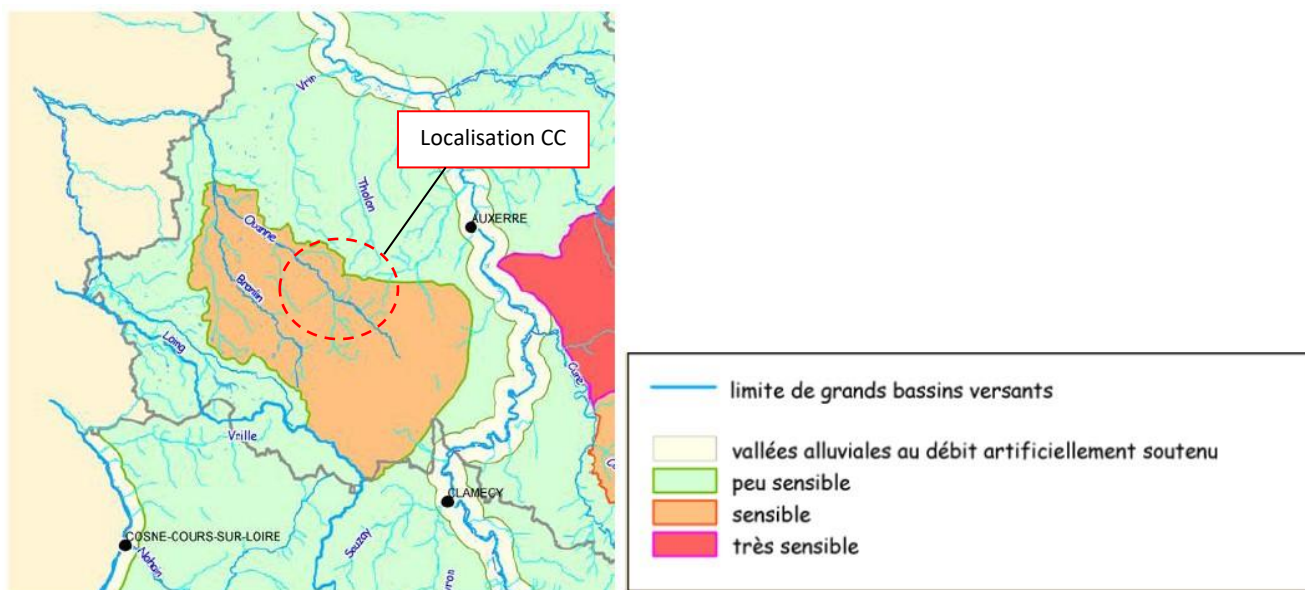 Vrin
Localisation CC
Tholon
AUXERRE
Ouanne
Branlin
Loing
Cure
Vrille
CLAMECY
COSNE-COURS-SUR-LOIRE
Nohain
Sauzay
limite de grands bassins versants
vallées alluviales au débit artificiellement soutenu
peu sensible
sensible
très sensible